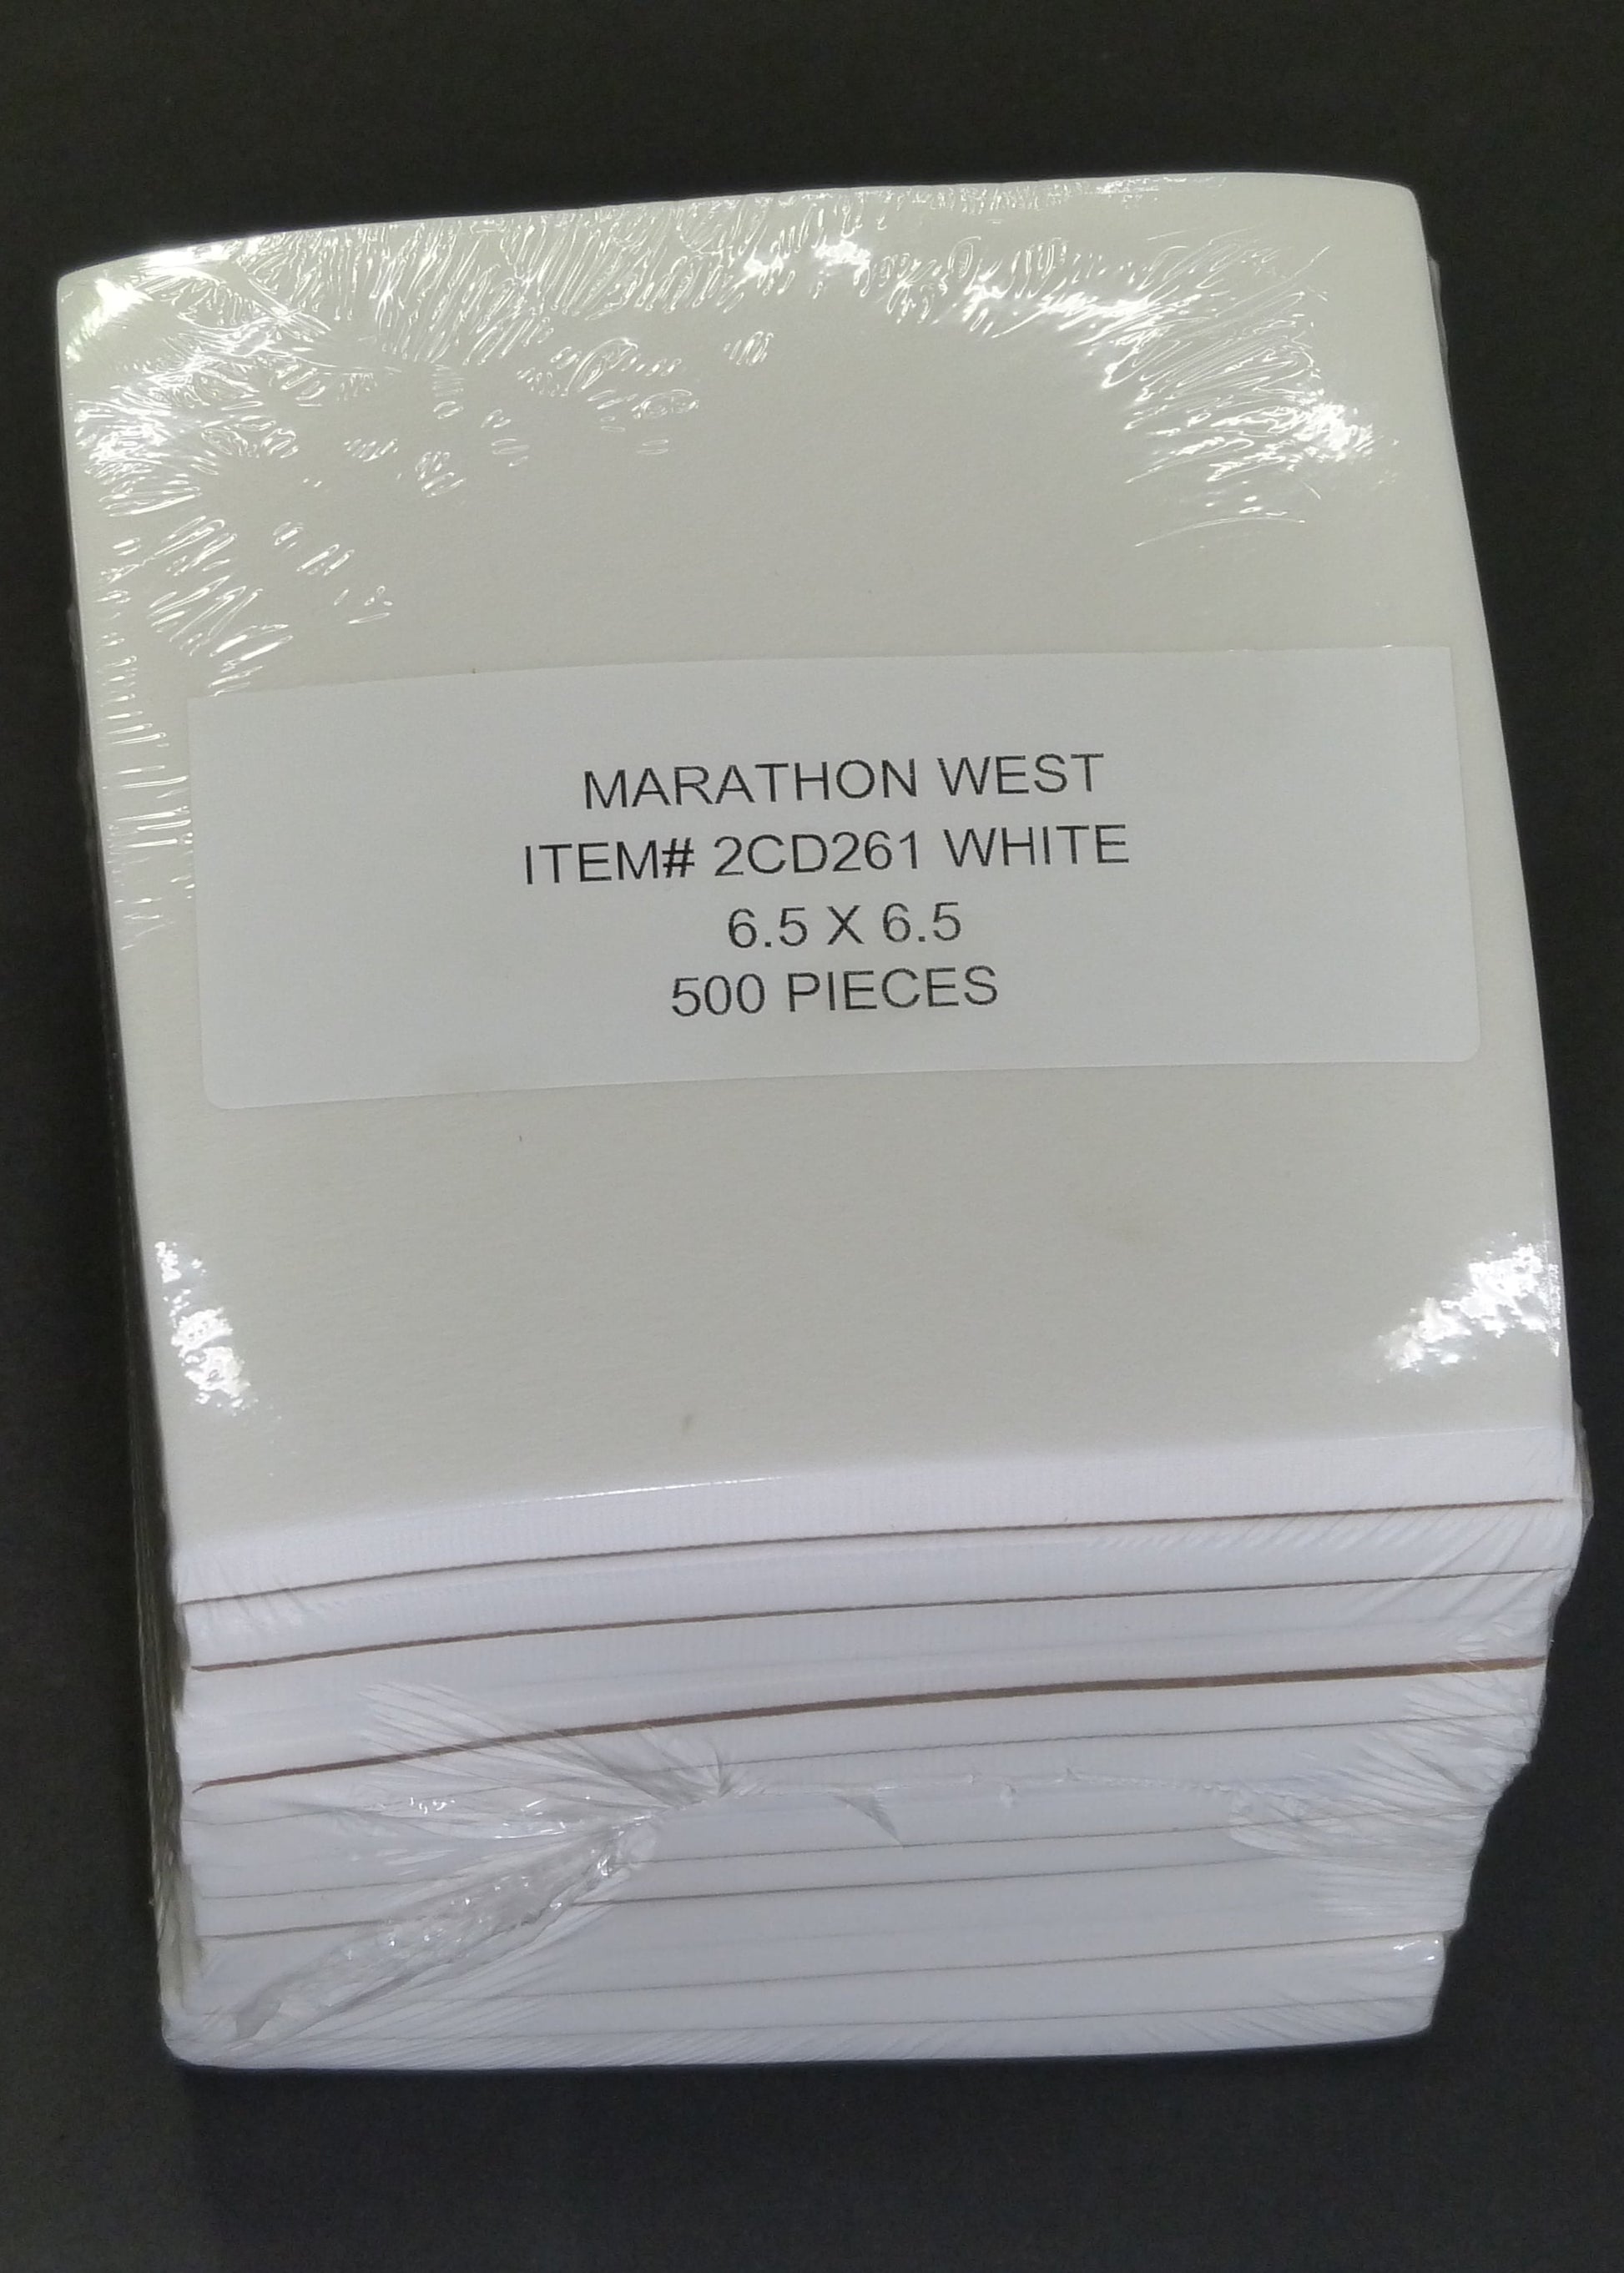 MARATHON WEST
ITEM# 2CD261 WHITE
6.5 X 6.5
500 PIECES